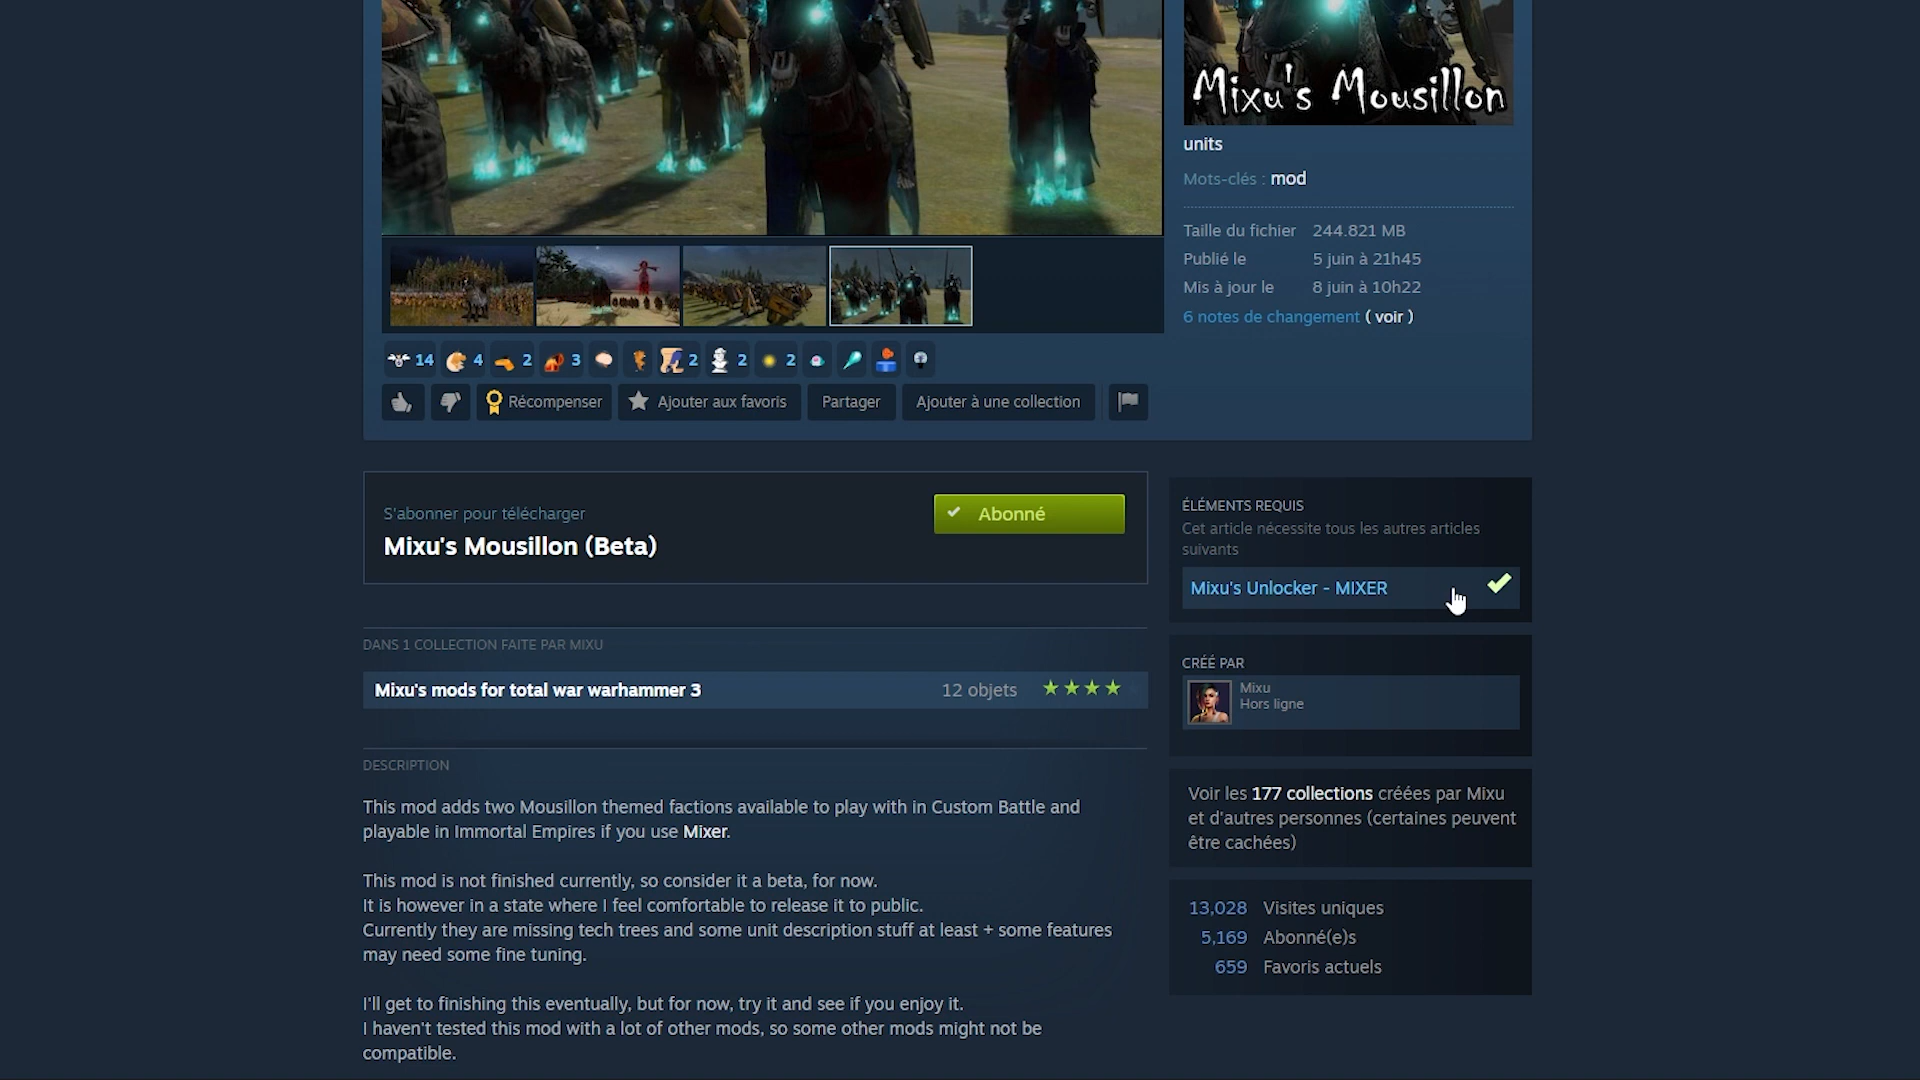 Mixu's Mousillon
units
Mots-clés : mod
Taille du fichier 244.821 MB
Publié le 5 juin à 21h45
Mis à jour le 8 juin à 10h22
6 notes de changement ( voir )
14 4 2 3 2 2 2
Récompenser Ajouter aux favoris Partager Ajouter à une collection
S'abonner pour télécharger
Mixu's Mousillon (Beta)
Abonné
ÉLÉMENTS REQUIS
Cet article nécessite tous les autres articles
suivants
Mixu's Unlocker - MIXER
DANS 1 COLLECTION FAITE PAR MIXU
Mixu's mods for total war warhammer 3 12 objets
CRÉÉ PAR
Mixu
Hors ligne
DESCRIPTION
This mod adds two Mousillon themed factions available to play with in Custom Battle and
playable in Immortal Empires if you use Mixer.
This mod is not finished currently, so consider it a beta, for now.
It is however in a state where I feel comfortable to release it to public.
Currently they are missing tech trees and some unit description stuff at least + some features
may need some fine tuning.
I'll get to finishing this eventually, but for now, try it and see if you enjoy it.
I haven't tested this mod with a lot of other mods, so some other mods might not be
compatible.
Voir les 177 collections créées par Mixu
et d'autres personnes (certaines peuvent
être cachées)
13,028 Visites uniques
5,169 Abonné(e)s
659 Favoris actuels